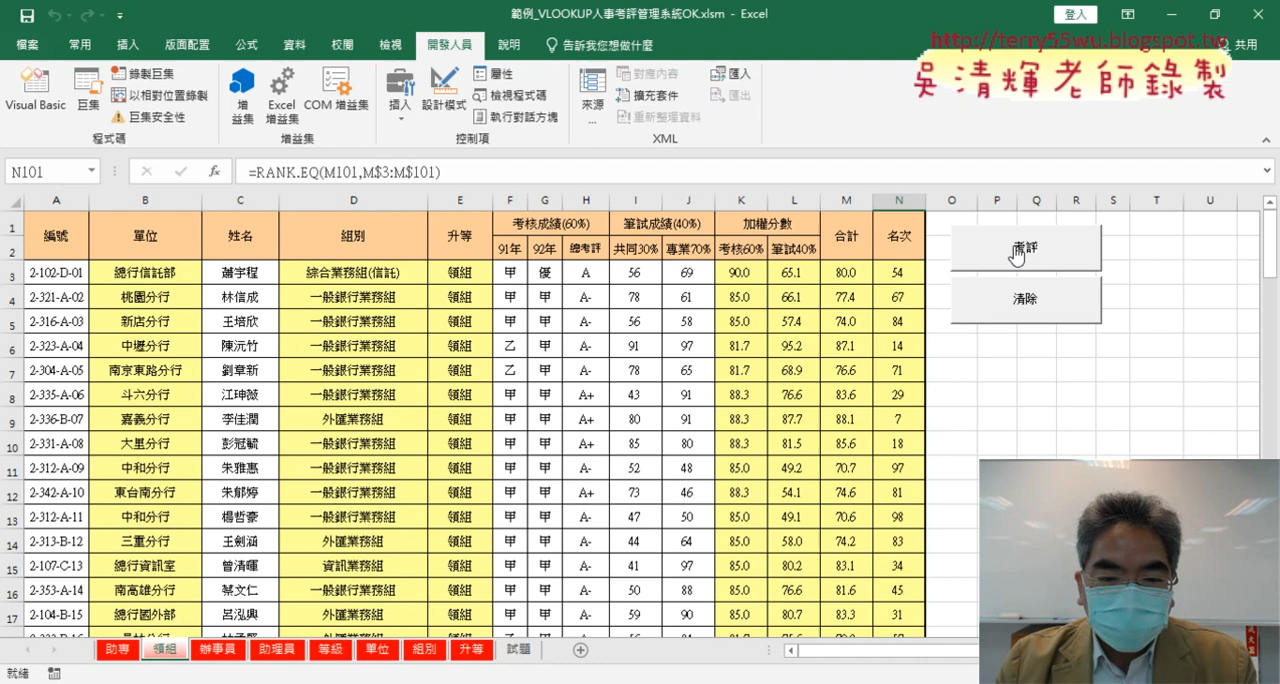 範例_VLOOKUP人事考評管理系統OK.xlsm - Excel
登入
檔案 常用 插入 版面配置 公式 資料 校閱 檢視 開發人員 說明 告訴我您想做什麼 共用
http://terry55wu.blogspot.tw
吳清輝老師錄製
Visual Basic 巨集 錄製巨集 以相對位置錄製 巨集安全性
增益集 Excel 增益集 COM 增益集
插入 設計模式 屬性 檢視程式碼 執行對話方塊
來源... 對應內容 擴充套件 重新整理資料 匯入 匯出
程式碼 增益集 控制項 XML
N101 fx =RANK.EQ(M101,M$3:M$101)
A B C D E F G H I J K L M N O P Q R S T U
1 編號 單位 姓名 組別 升等 考核成績(60%) 筆試成績(40%) 加權分數 合計 名次
2 91年 92年 總考評 共同30% 專業70% 考核60% 筆試40%
3 2-102-D-01 總行信託部 蕭宇程 綜合業務組(信託) 領組 甲 優 A 56 69 90.0 65.1 80.0 54
4 2-321-A-02 桃園分行 林信成 一般銀行業務組 領組 甲 甲 A- 78 61 85.0 66.1 77.4 67
5 2-316-A-03 新店分行 王培欣 一般銀行業務組 領組 甲 甲 A- 56 58 85.0 57.4 74.0 84
6 2-323-A-04 中壢分行 陳沅竹 一般銀行業務組 領組 乙 甲 A- 91 97 81.7 95.2 87.1 14
7 2-304-A-05 南京東路分行 劉韋新 一般銀行業務組 領組 乙 甲 A- 78 65 81.7 68.9 76.6 71
8 2-335-A-06 斗六分行 江珅薇 一般銀行業務組 領組 甲 甲 A+ 43 91 88.3 76.6 83.6 29
9 2-336-B-07 嘉義分行 李佳潤 外匯業務組 領組 甲 甲 A+ 80 91 88.3 87.7 88.1 7
10 2-331-A-08 大里分行 彭冠毓 一般銀行業務組 領組 甲 甲 A+ 85 80 88.3 81.5 85.6 18
11 2-312-A-09 中和分行 朱雅惠 一般銀行業務組 領組 甲 甲 A- 52 48 85.0 49.2 70.7 97
12 2-342-A-10 東台南分行 朱郁婷 一般銀行業務組 領組 甲 甲 A+ 73 46 88.3 54.1 74.6 81
13 2-312-A-11 中和分行 楊哲豪 一般銀行業務組 領組 甲 甲 A- 47 50 85.0 49.1 70.6 98
14 2-313-B-12 三重分行 王劍涵 外匯業務組 領組 甲 甲 A- 44 64 85.0 58.0 74.2 83
15 2-107-C-13 總行資訊室 曾清暉 資訊業務組 領組 甲 甲 A- 41 97 85.0 80.2 83.1 34
16 2-353-A-14 南高雄分行 蔡文仁 一般銀行業務組 領組 甲 甲 A- 50 88 85.0 76.6 81.6 45
17 2-104-B-15 總行國外部 呂泓興 外匯業務組 領組 甲 甲 A- 59 90 85.0 80.7 83.3 31
考評
清除
助專 領組 辦事員 助理員 等級 單位 組別 升等 試題
就緒